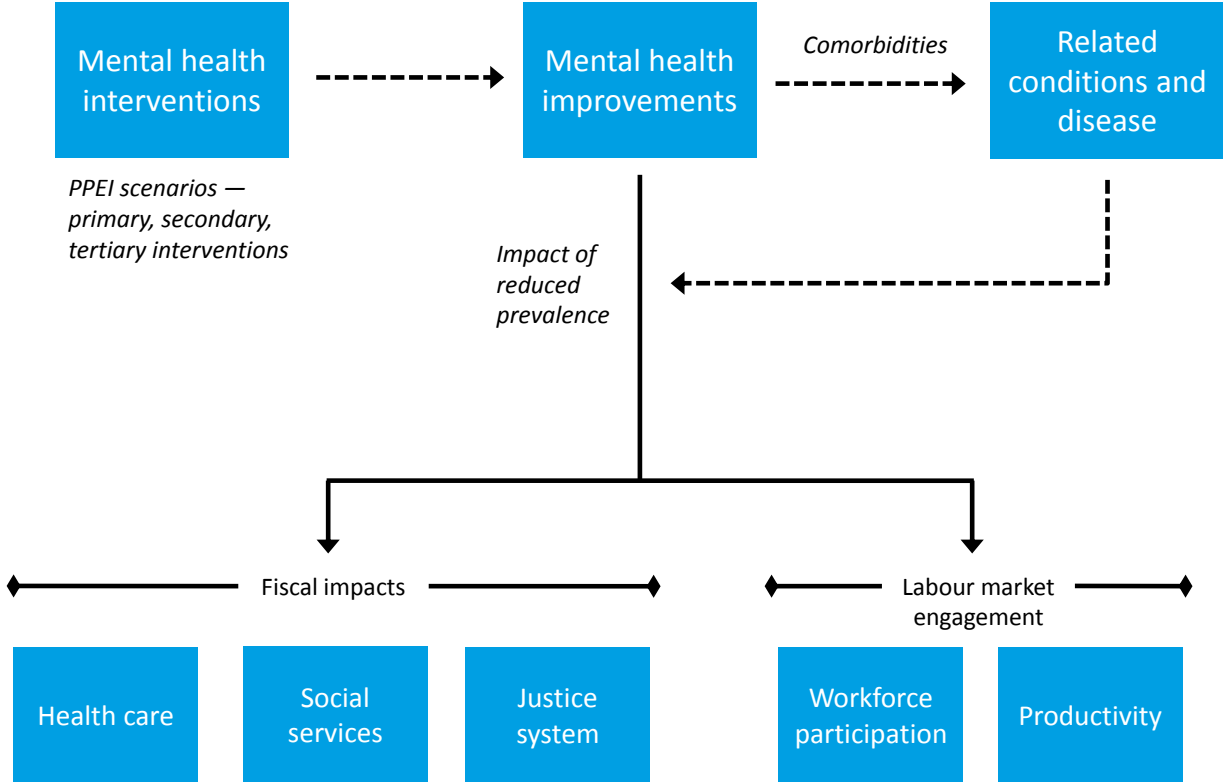 Mental health
interventions
Mental health
improvements
Comorbidities
Related
conditions and
disease
PPEI scenarios —
primary, secondary,
tertiary interventions
Impact of
reduced
prevalence
Fiscal impacts
Labour market
engagement
Health care
Social
services
Justice
system
Workforce
participation
Productivity